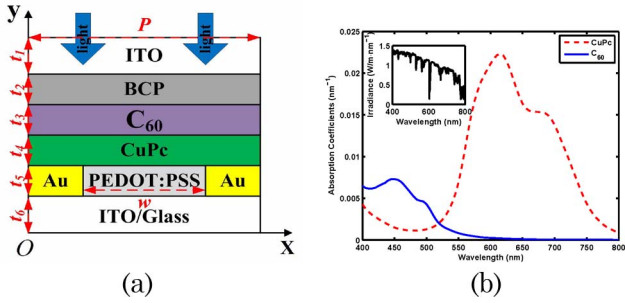 y
P
light
light
t1
ITO
t2
BCP
t3
C60
t4
CuPc
t5
Au
PEDOT:PSS
Au
w
t6
ITO/Glass
O
x
(a)
0.025
0.02
0.015
0.01
0.005
0
400
450
500
550
600
650
700
750
800
Absorption Coefficients (nm-1)
Wavelength (nm)
CuPc
C60
Irradiance (W/m nm-1)
1.5
1
0.5
0
400
600
800
Wavelength (nm)
(b)